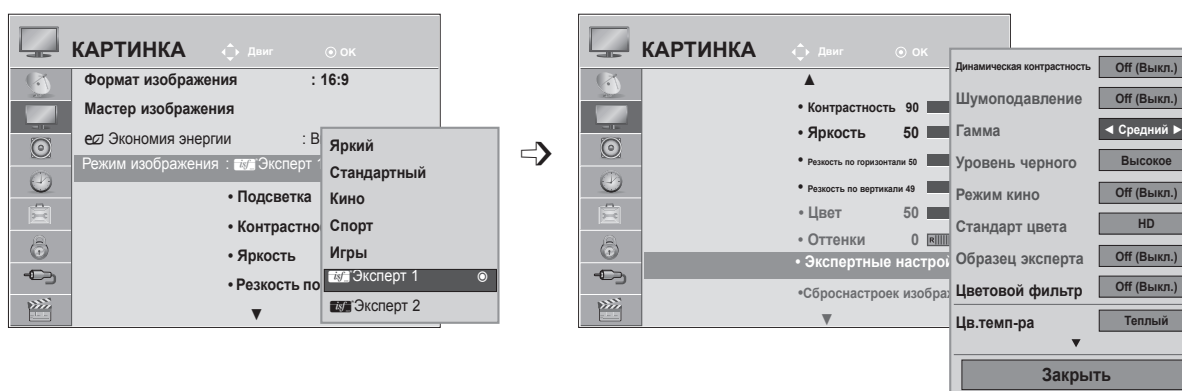 КАРТИНКА Двиг OK
Формат изображения : 16:9
Мастер изображения
Экономия энергии : В
Режим изображения : isf Эксперт 1
• Подсветка
• Контрастно
• Яркость
• Резкость по
▼
Яркий
Стандартный
Кино
Спорт
Игры
isf Эксперт 1
isf Эксперт 2
КАРТИНКА Двиг OK
▲
• Контрастность 90
• Яркость 50
• Резкость по горизонтали 50
• Резкость по вертикали 49
• Цвет 50
• Оттенки 0 R
• Экспертные настрой
•Сброснастроек изобра
▼
Динамическая контрастность Off (Выкл.)
Шумоподавление Off (Выкл.)
Гамма ◄ Средний ►
Уровень черного Высокое
Режим кино Off (Выкл.)
Стандарт цвета HD
Образец эксперта Off (Выкл.)
Цветовой фильтр Off (Выкл.)
Цв.темп-ра Теплый
▼
Закрыть